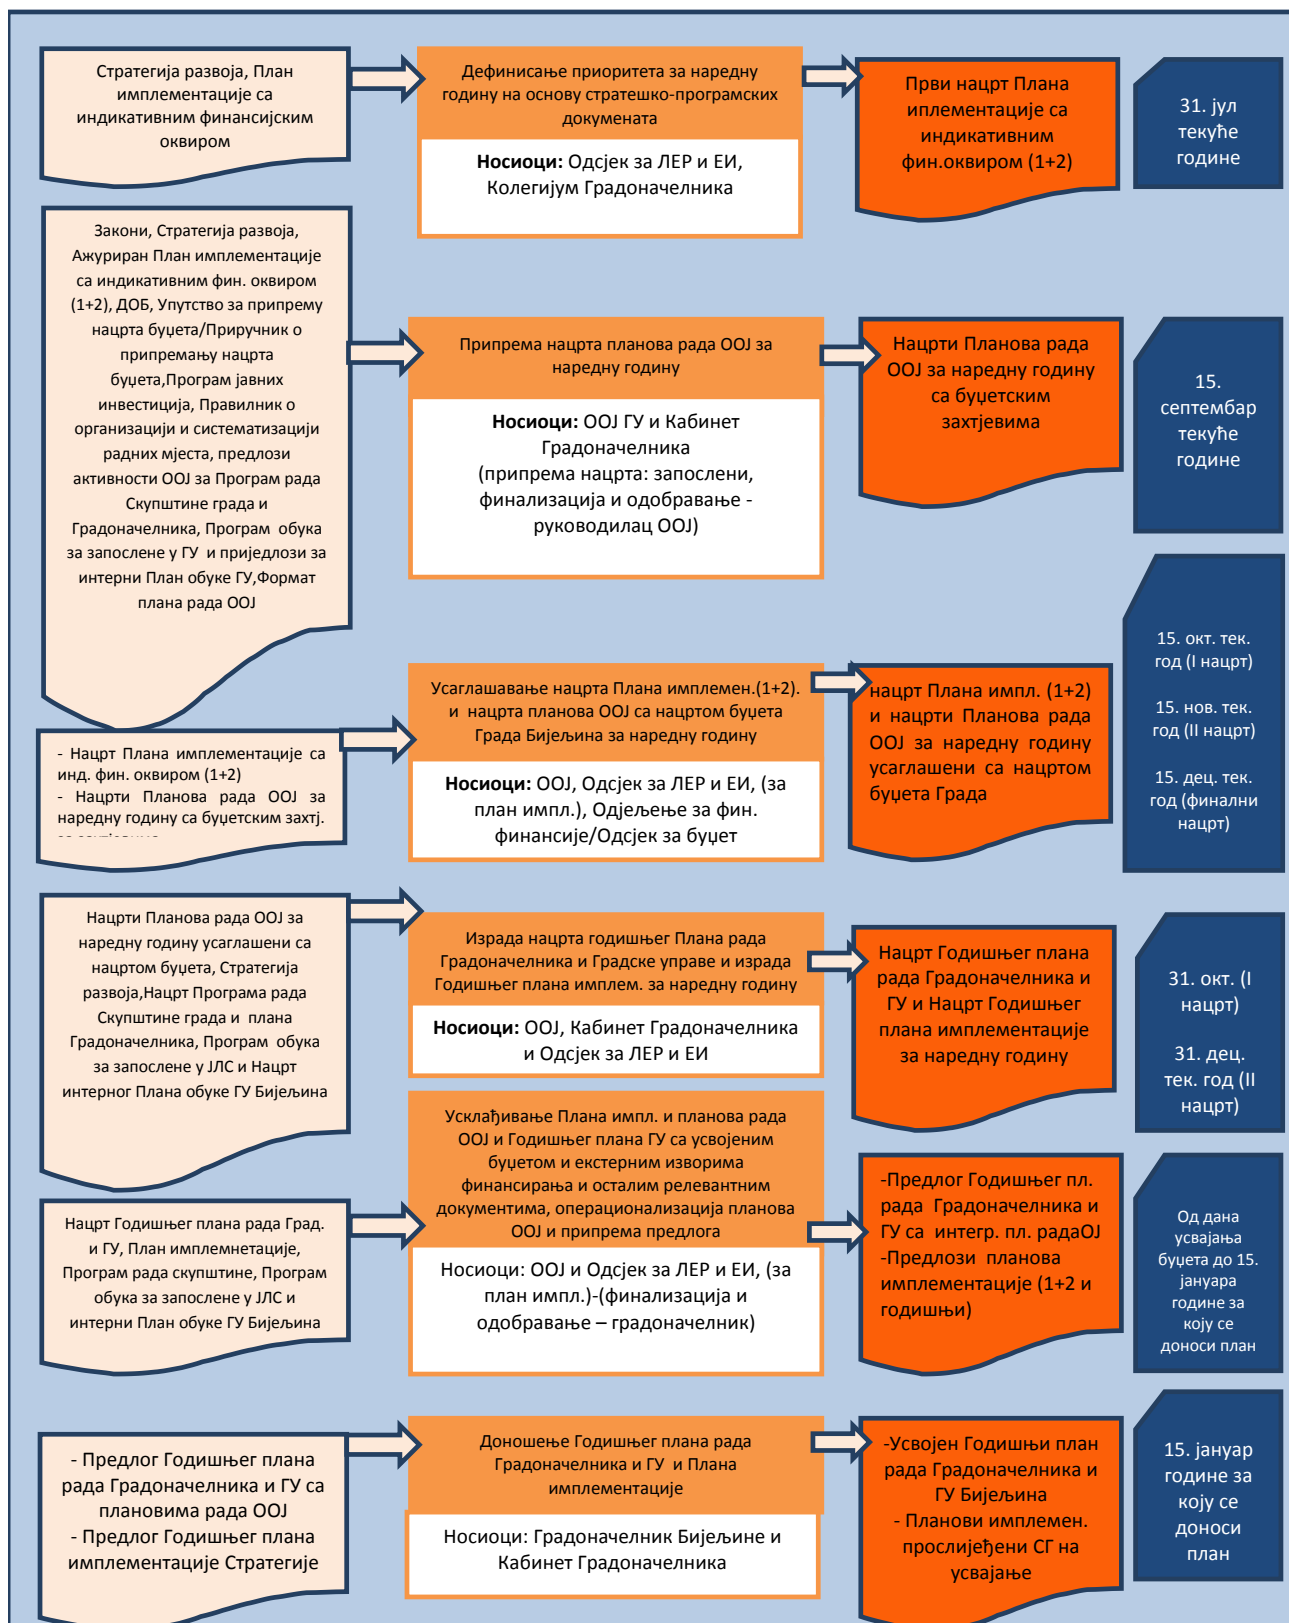 Стратегија развоја, План
имплементације са
индикативним финансијским
оквиром
Дефинисање приоритета за наредну
годину на основу стратешко-програмских
докумената
Носиоци: Одсјек за ЛЕР и ЕИ,
Колегијум Градоначелника
Први нацрт Плана
иплементације са
индикативним
фин.оквиром (1+2)
31. јул
текуће
године
Закони, Стратегија развоја,
Ажуриран План имплементације
са индикативним фин. оквиром
(1+2), ДОБ, Упутство за припрему
нацрта буџета/Приручник о
припремању нацрта
буџета,Програм јавних
инвестиција, Правилник о
организацији и систематизацији
радних мјеста, предлози
активности ООЈ за Програм рада
Скупштине града и
Градоначелника, Програм  обука
за запослене у ГУ  и приједлози за
интерни План обуке ГУ,Формат
плана рада ООЈ
Припрема нацрта планова рада ООЈ за
наредну годину
Носиоци: ООЈ ГУ и Кабинет
Градоначелника
(припрема нацрта: запослени,
финализација и одобравање -
руководилац ООЈ)
Нацрти Планова рада
ООЈ за наредну годину
са буџетским
захтјевима
15.
септембар
текуће
године
- Нацрт Плана имплементације са
инд. фин. оквиром (1+2)
- Нацрти Планова рада ООЈ за
наредну годину са буџетским захтј.
Усаглашавање нацрта Плана имплемен.(1+2).
и  нацрта планова ООЈ са нацртом буџета
Града Бијељина за наредну годину
Носиоци: ООЈ, Одсјек за ЛЕР и ЕИ, (за
план импл.), Одјељење за фин.
финансије/Одсјек за буџет
нацрт Плана импл. (1+2)
и нацрти Планова рада
ООЈ за наредну годину
усаглашени са нацртом
буџета Града
15. окт. тек.
год (I нацрт)
15. нов. тек.
год (II нацрт)
15. дец. тек.
год (финални
нацрт)
Нацрти Планова рада ООЈ за
наредну годину усаглашени са
нацртом буџета, Стратегија
развоја,Нацрт Програма рада
Скупштине града и  плана
Градоначелника, Програм  обука
за запослене у ЈЛС и Нацрт
интерног Плана обуке ГУ Бијељина
Израда нацрта годишњег Плана рада
Градоначелника и Градске управе и израда
Годишњег плана имплем. за наредну годину
Носиоци: ООЈ, Кабинет Градоначелника
и Одсјек за ЛЕР и ЕИ
Нацрт Годишњег плана
рада Градоначелника и
ГУ и Нацрт Годишњег
плана имплементације
за наредну годину
31. окт. (I
нацрт)
31. дец.
тек. год (II
нацрт)
Нацрт Годишњег плана рада Град.
и ГУ, План имплемнетације,
Програм рада скупштине, Програм
обука за запослене у ЈЛС и
интерни План обуке ГУ Бијељина
Усклађивање Плана импл. и планова рада
ООЈ и Годишњег плана ГУ са усвојеним
буџетом и екстерним изворима
финансирања и осталим релевантним
документима, операционализација планова
ООЈ и припрема предлога
Носиоци: ООЈ и Одсјек за ЛЕР и ЕИ, (за
план импл.)-(финализација и
одобравање – градоначелник)
-Предлог Годишњег пл.
рада  Градоначелника и
ГУ са  интегр. пл. радаОЈ
-Предлози планова
имплементације (1+2 и
годишњи)
Од дана
усвајања
буџета до 15.
јануара
године за
коју се
доноси план
- Предлог Годишњег плана
рада Градоначелника и ГУ са
плановима рада ООЈ
- Предлог Годишњег плана
имплементације Стратегије
Доношење Годишњег плана рада
Градоначелника и ГУ  и Плана
имплементације
Носиоци: Градоначелник Бијељине и
Кабинет Градоначелника
-Усвојен Годишњи план
рада Градоначелника и
ГУ Бијељина
- Планови имплемен.
прослијеђени СГ на
усвајање
15. јануар
године за
коју се
доноси
план